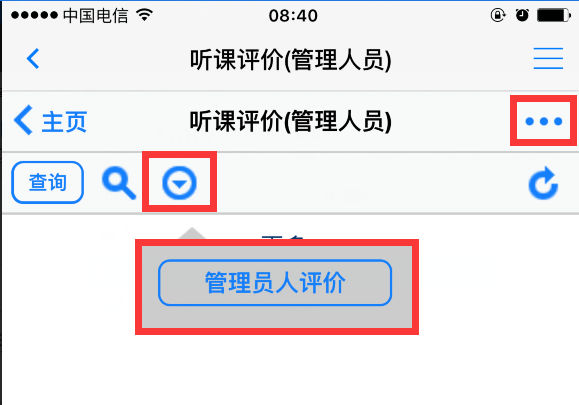 中国电信 08:40
听课评价(管理人员)
主页 听课评价(管理人员)
查询
管理员人评价